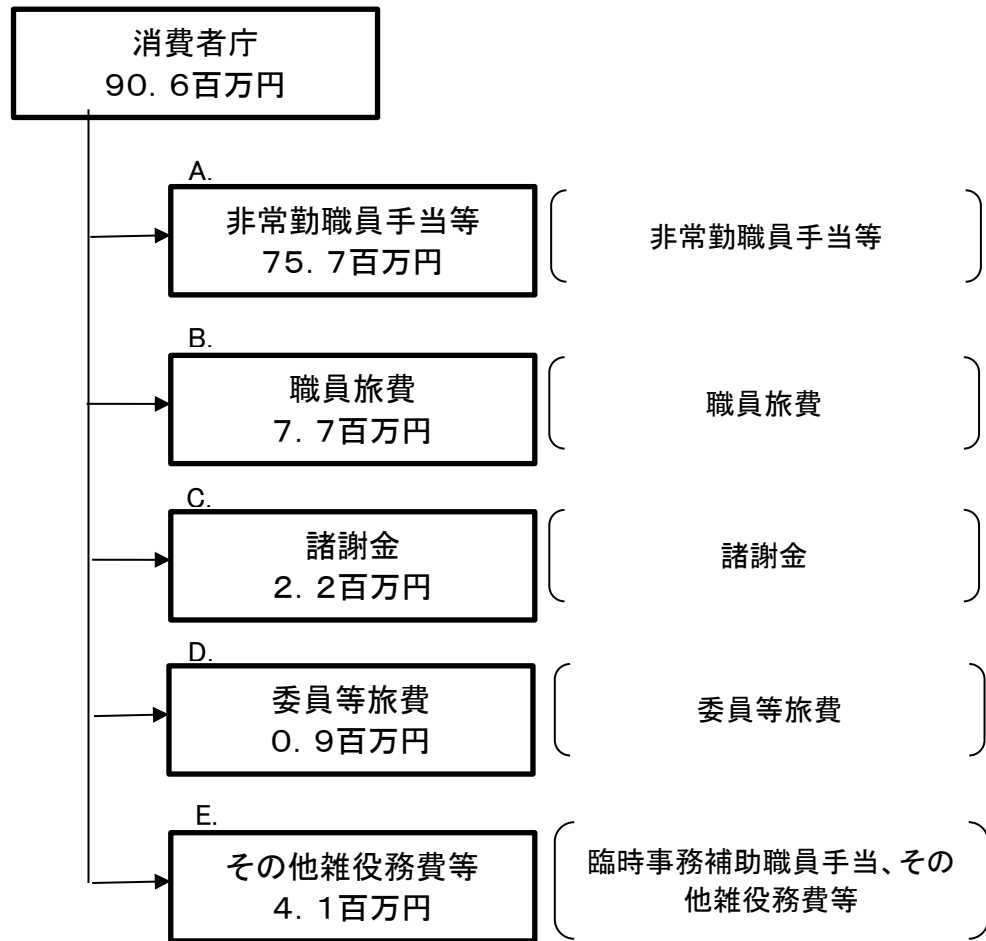 消費者庁
９０．６百万円
A.
非常勤職員手当等
７５．７百万円
非常勤職員手当等
B.
職員旅費
７．７百万円
職員旅費
C.
諸謝金
２．２百万円
諸謝金
D.
委員等旅費
０．９百万円
委員等旅費
E.
その他雑役務費等
４．１百万円
臨時事務補助職員手当、その
他雑役務費等